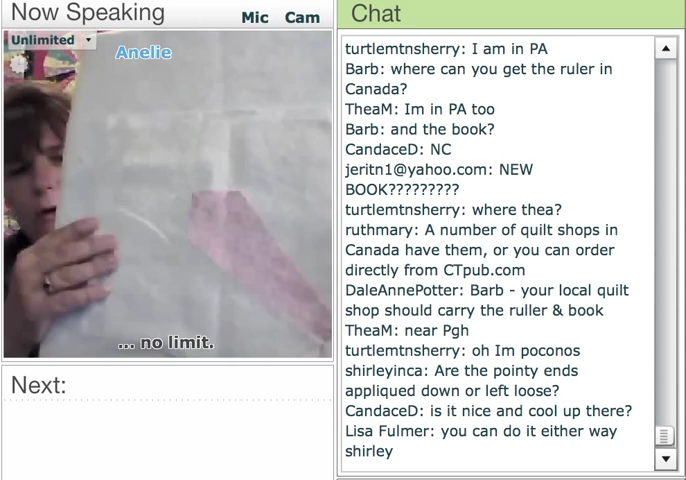 Now Speaking
Mic Cam
Unlimited
Anelie
... no limit.
Next:
Chat
turtlemtnsherry: I am in PA
Barb: where can you get the ruler in
Canada?
TheaM: Im in PA too
Barb: and the book?
CandaceD: NC
jeritn1@yahoo.com: NEW
BOOK?????????
turtlemtnsherry: where thea?
ruthmary: A number of quilt shops in
Canada have them, or you can order
directly from CTpub.com
DaleAnnePotter: Barb - your local quilt
shop should carry the ruller & book
TheaM: near Pgh
turtlemtnsherry: oh Im poconos
shirleyinca: Are the pointy ends
appliqued down or left loose?
CandaceD: is it nice and cool up there?
Lisa Fulmer: you can do it either way
shirley